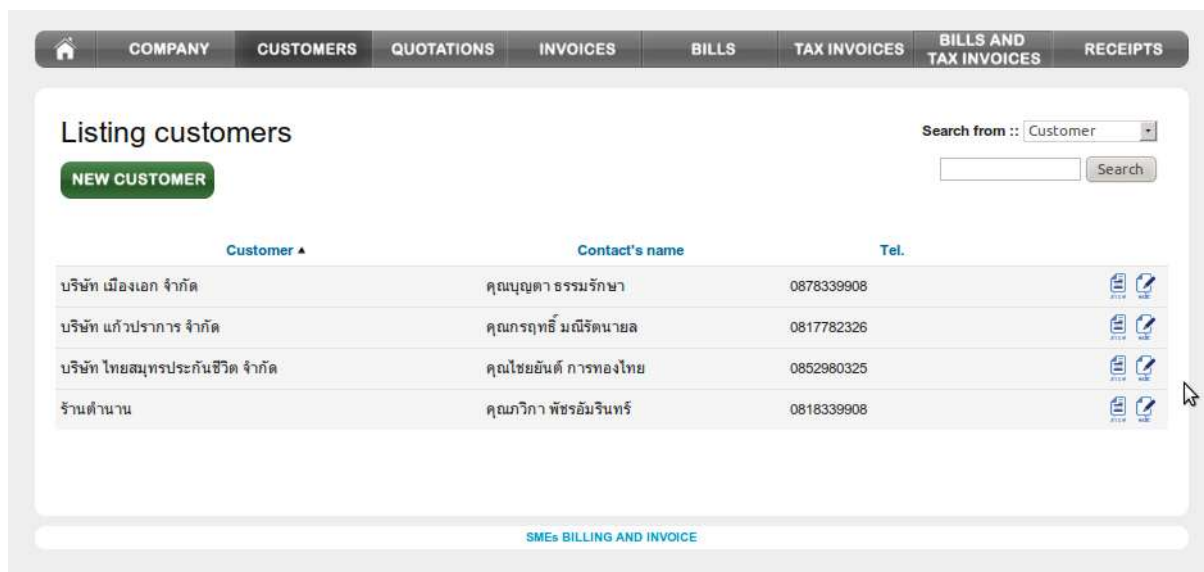 COMPANY CUSTOMERS QUOTATIONS INVOICES BILLS TAX INVOICES BILLS AND TAX INVOICES RECEIPTS
Listing customers
Search from :: Customer
NEW CUSTOMER
Search
Customer ▲ Contact's name Tel.
บริษัท เมืองเอก จำกัด คุณบุญตา ธรรมรักษา 0878339908
บริษัท แก้วปราการ จำกัด คุณกรฤทธิ์ มณีรัตนายล 0817782326
บริษัท ไทยสมุทรประกันชีวิต จำกัด คุณไชยยันต์ การทองไทย 0852980325
ร้านตำนาน คุณภวิกา พัชรอัมรินทร์ 0818339908
SMEs BILLING AND INVOICE